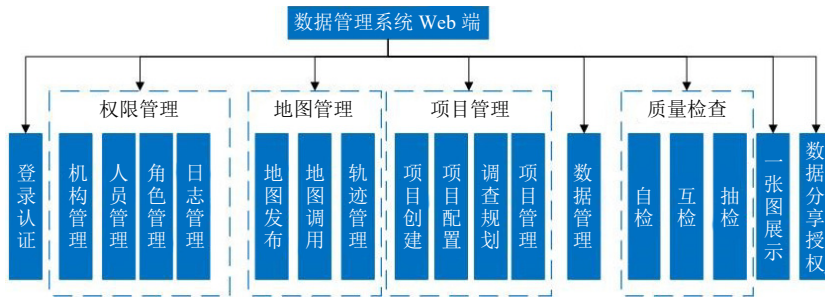 数据管理系统 Web 端
权限管理
地图管理
项目管理
质量检查
登录认证
机构管理
人员管理
角色管理
日志管理
地图发布
地图调用
轨迹管理
项目创建
项目配置
调查规划
项目管理
数据管理
自检
互检
抽检
一张图展示
数据分享授权